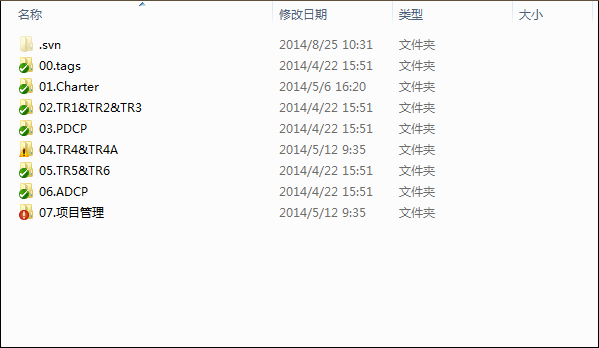 名称 修改日期 类型 大小
.svn 2014/8/25 10:31 文件夹
00.tags 2014/4/22 15:51 文件夹
01.Charter 2014/5/6 16:20 文件夹
02.TR1&TR2&TR3 2014/4/22 15:51 文件夹
03.PDCP 2014/4/22 15:51 文件夹
04.TR4&TR4A 2014/5/12 9:35 文件夹
05.TR5&TR6 2014/4/22 15:51 文件夹
06.ADCP 2014/4/22 15:51 文件夹
07.项目管理 2014/5/12 9:35 文件夹